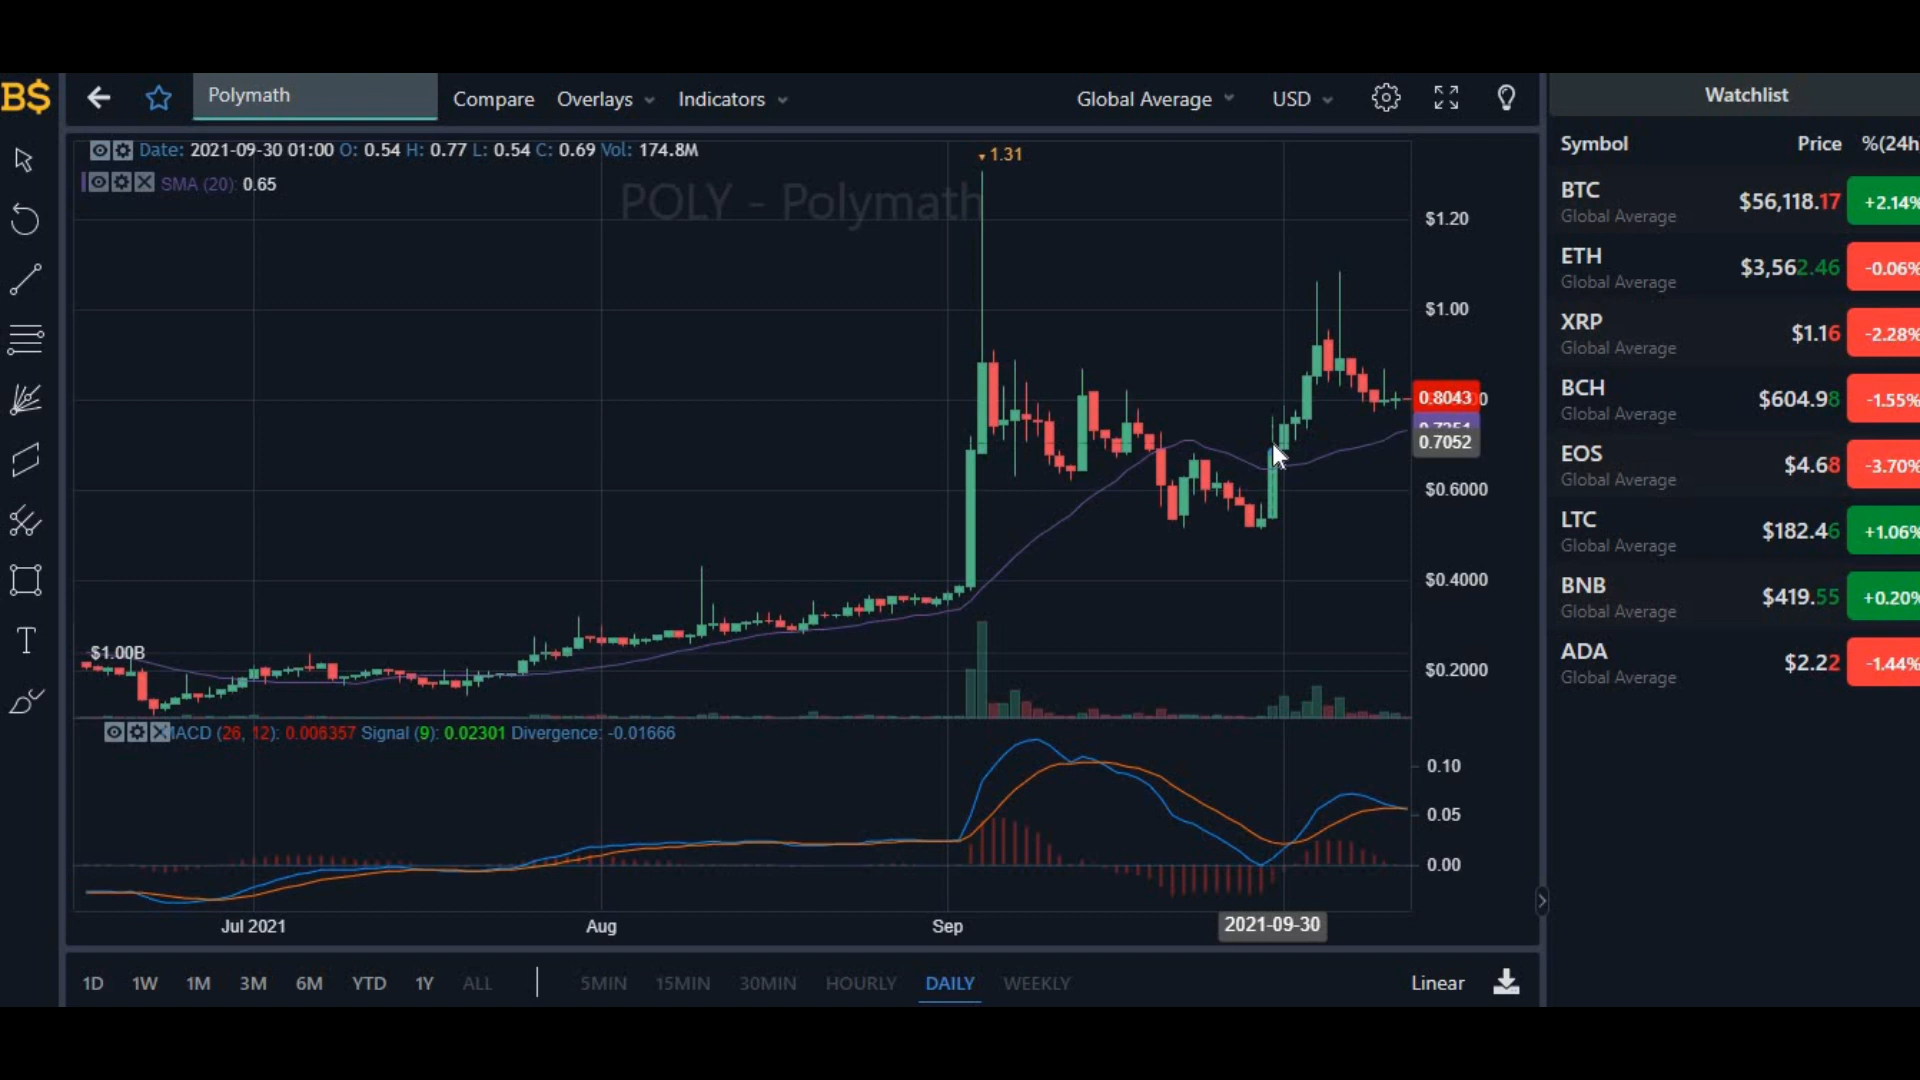 B$
Polymath
Compare Overlays Indicators
Global Average USD
Watchlist
Date: 2021-09-30 01:00 O: 0.54 H: 0.77 L: 0.54 C: 0.69 Vol: 174.8M
SMA (20): 0.65
POLY - Polymath
1.31
$1.20
$1.00
0.8043
0.7052
$0.6000
$0.4000
$0.2000
$1.00B
MACD (26, 12): 0.006357 Signal (9): 0.02301 Divergence: -0.01666
0.10
0.05
0.00
Jul 2021 Aug Sep 2021-09-30
1D 1W 1M 3M 6M YTD 1Y ALL 5MIN 15MIN 30MIN HOURLY DAILY WEEKLY Linear
Symbol Price %(24h
BTC $56,118.17 +2.14%
Global Average
ETH $3,562.46 -0.06%
Global Average
XRP $1.16 -2.28%
Global Average
BCH $604.98 -1.55%
Global Average
EOS $4.68 -3.70%
Global Average
LTC $182.46 +1.06%
Global Average
BNB $419.55 +0.20%
Global Average
ADA $2.22 -1.44%
Global Average
T